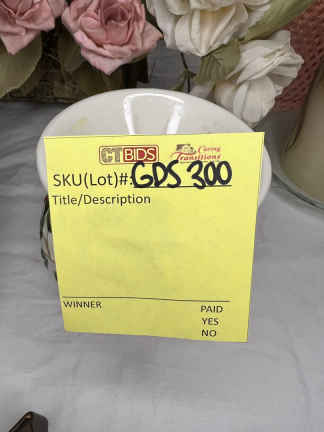 CTBIDS Caring Transitions
SKU(Lot)#: GDS 300
Title/Description
WINNER PAID
YES
NO